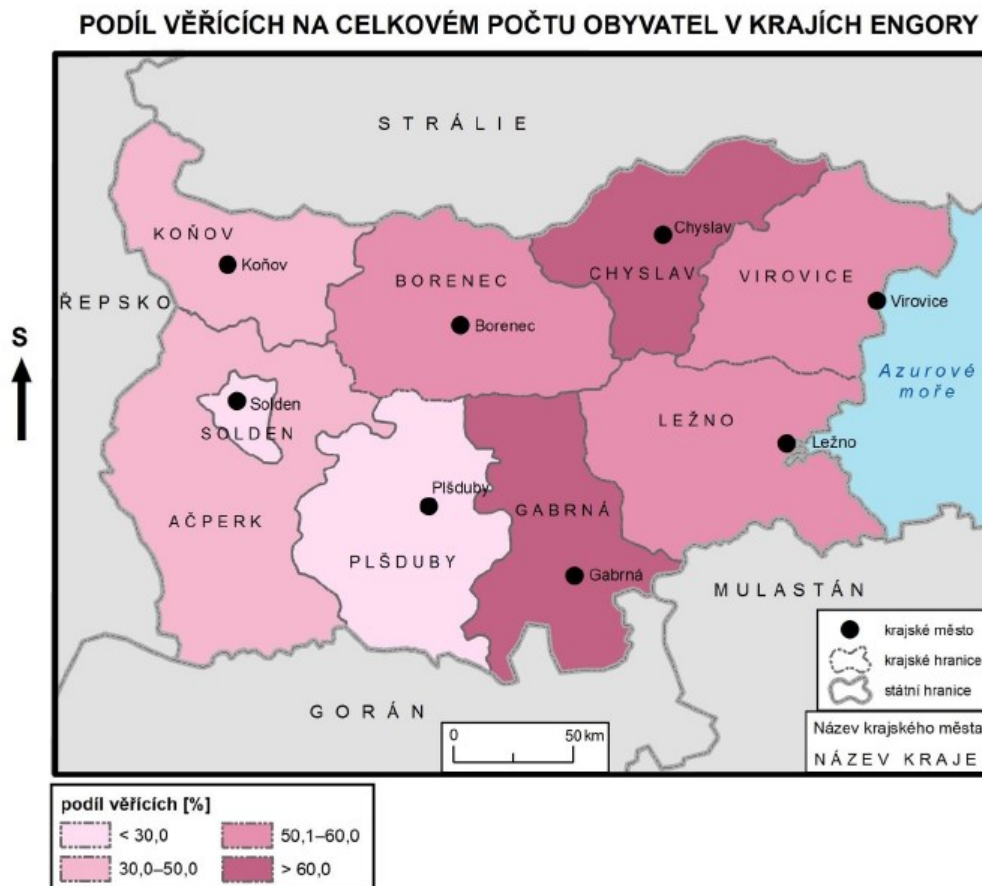 PODÍL VĚŘÍCÍCH NA CELKOVÉM POČTU OBYVATEL V KRAJÍCH ENGORY
STRÁLIE
KOŇOV
Koňov
ŘEPSKO
BORENEC
Borenec
Chyslav
CHYSLAV
VIROVICE
Virovice
S
Azurové
moře
Solden
SOLDEN
LEŽNO
Ležno
Plšduby
AČPERK
PLŠDUBY
GABRNÁ
Gabrná
MULASTÁN
GORÁN
0 50 km
krajské město
krajské hranice
státní hranice
Název krajského města
NÁZEV KRAJE
podíl věřících [%]
< 30,0
30,0–50,0
50,1–60,0
> 60,0